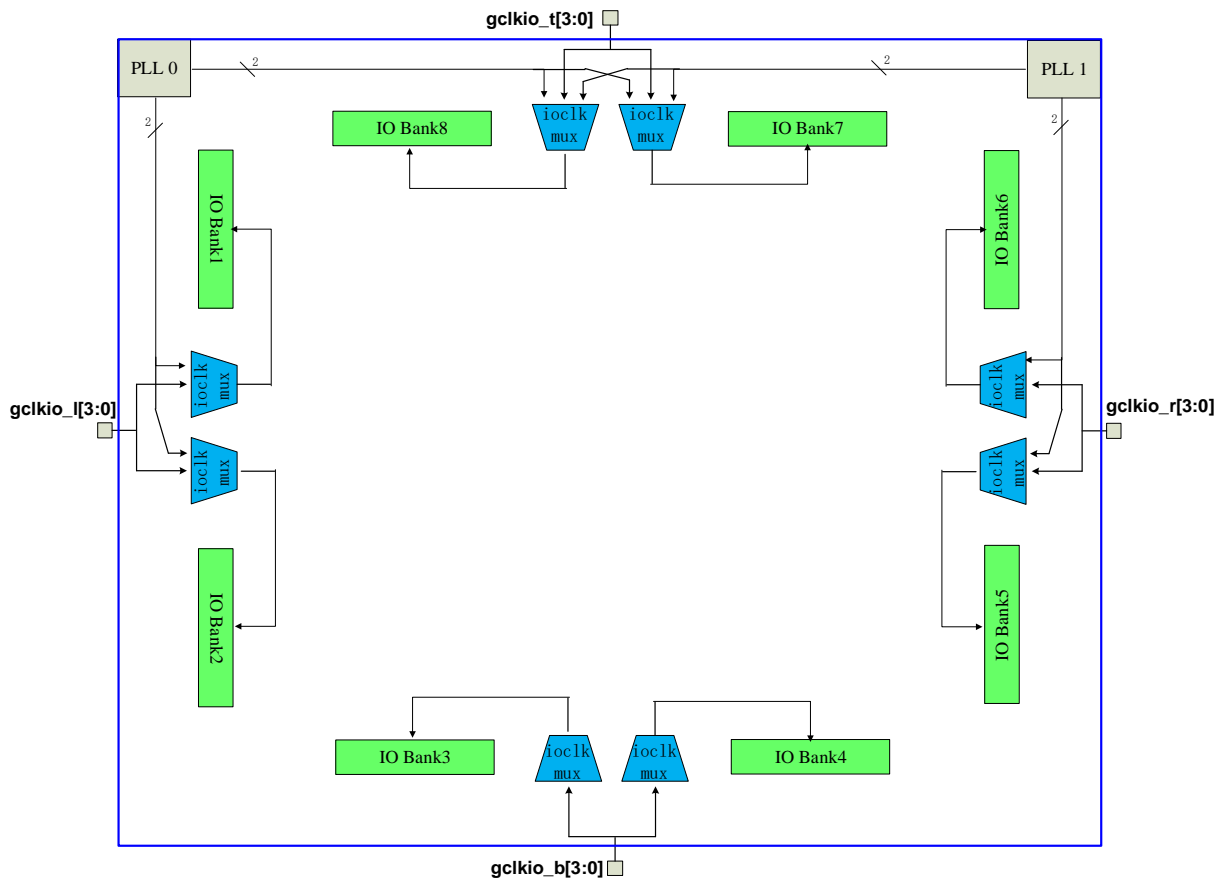 gclkio_t[3:0]
PLL 0
2
2
PLL 1
2
2
IO Bank8
ioclk
mux
ioclk
mux
IO Bank7
IO Bank1
IO Bank6
ioclk
mux
ioclk
mux
gclkio_l[3:0]
gclkio_r[3:0]
ioclk
mux
ioclk
mux
IO Bank2
IO Bank5
IO Bank3
ioclk
mux
ioclk
mux
IO Bank4
gclkio_b[3:0]